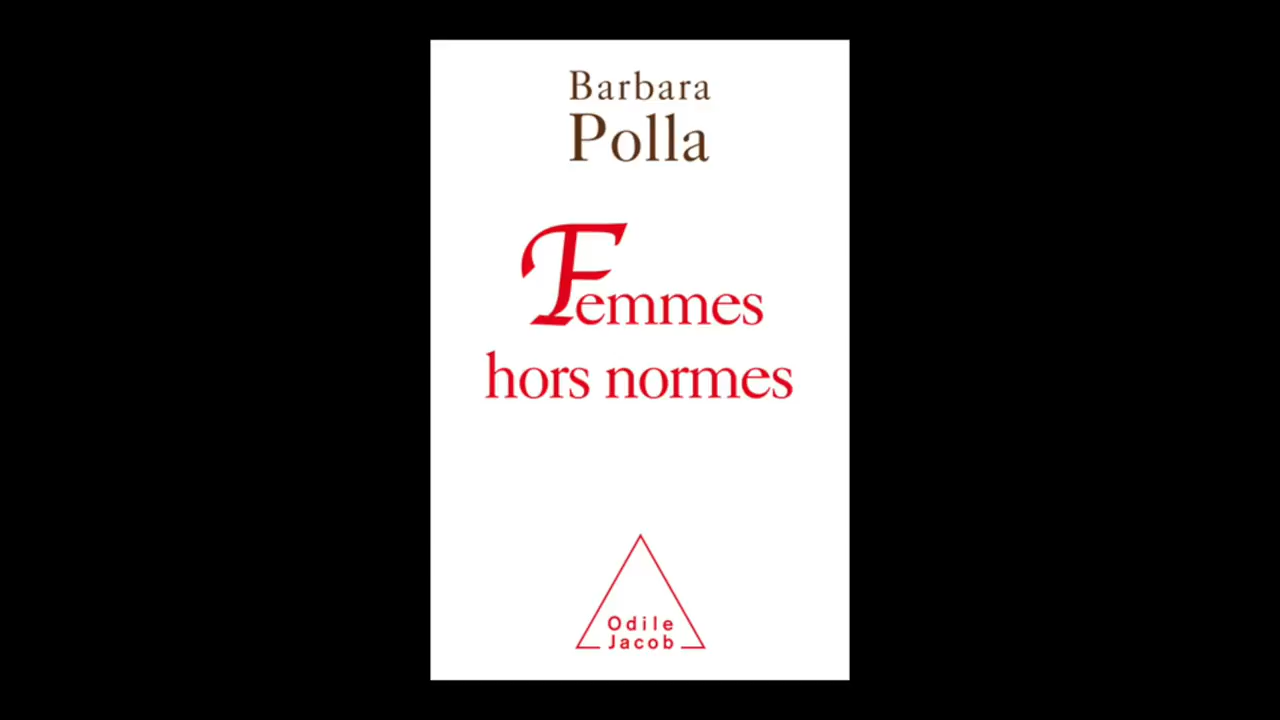 Barbara
Polla
Femmes
hors normes
Odile
Jacob